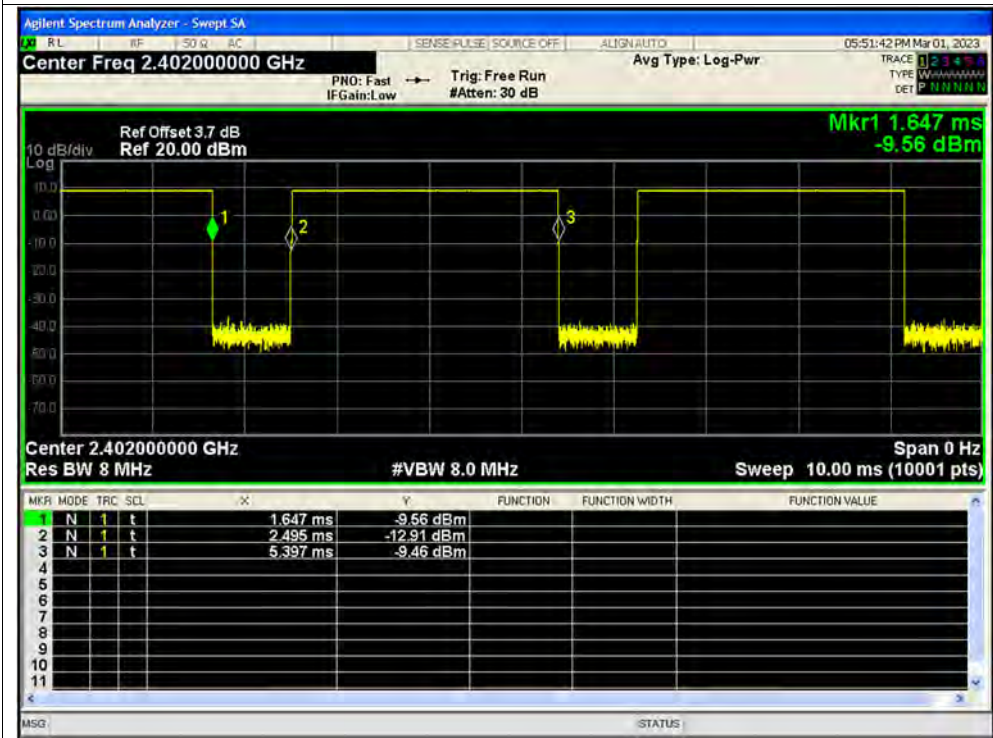 Agilent Spectrum Analyzer - Swept SA
RL RF 50 Ω AC SENSE:PULSE SOURCE OFF ALIGN AUTO 05:51:42 PM Mar 01, 2023
Center Freq 2.402000000 GHz Avg Type: Log-Pwr TRACE 1 2 3 4 5 6
PNO: Fast Trig: Free Run TYPE W
IFGain:Low #Atten: 30 dB DET P N N N N N
Mkr1 1.647 ms
Ref Offset 3.7 dB
10 dB/div Ref 20.00 dBm -9.56 dBm
Log
10.0
0.00
-10.0
-20.0
-30.0
-40.0
-50.0
-60.0
-70.0
1
2
3
Center 2.402000000 GHz Span 0 Hz
Res BW 8 MHz #VBW 8.0 MHz Sweep 10.00 ms (10001 pts)
MKR MODE TRC SCL X Y FUNCTION FUNCTION WIDTH FUNCTION VALUE
1 N 1 t 1.647 ms -9.56 dBm
2 N 1 t 2.495 ms -12.91 dBm
3 N 1 t 5.397 ms -9.46 dBm
4
5
6
7
8
9
10
11
MSG STATUS